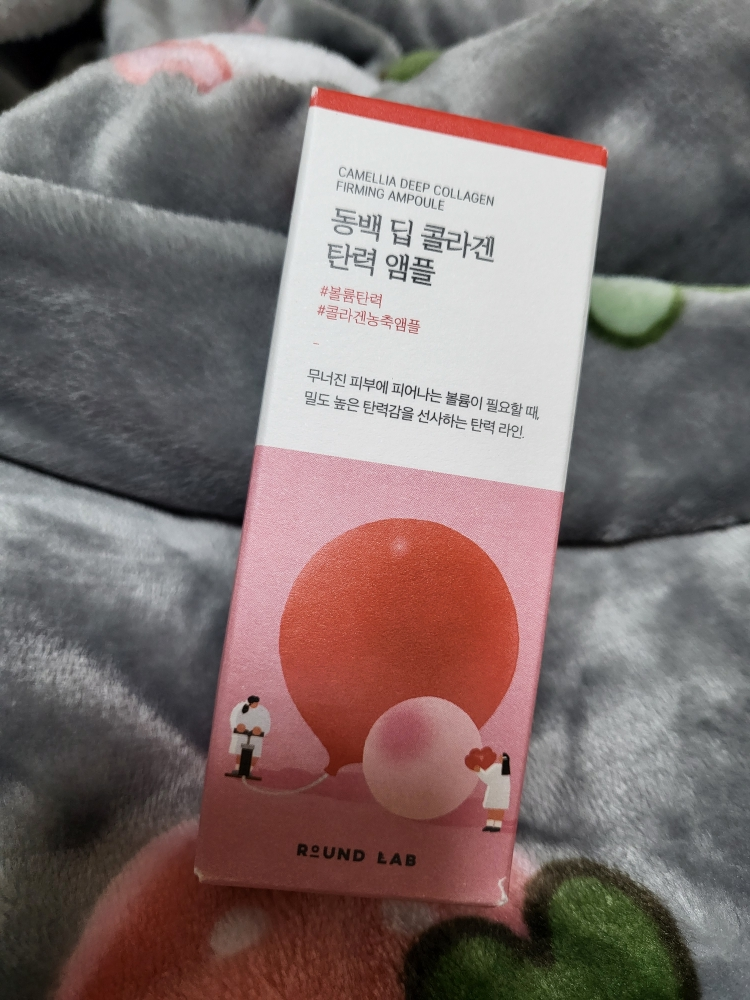 CAMELLIA DEEP COLLAGEN
FIRMING AMPOULE
동백 딥 콜라겐
탄력 앰플
#볼륨탄력
#콜라겐농축앰플
-
무너진 피부에 피어나는 볼륨이 필요할 때,
밀도 높은 탄력감을 선사하는 탄력 라인.
ROUND LAB